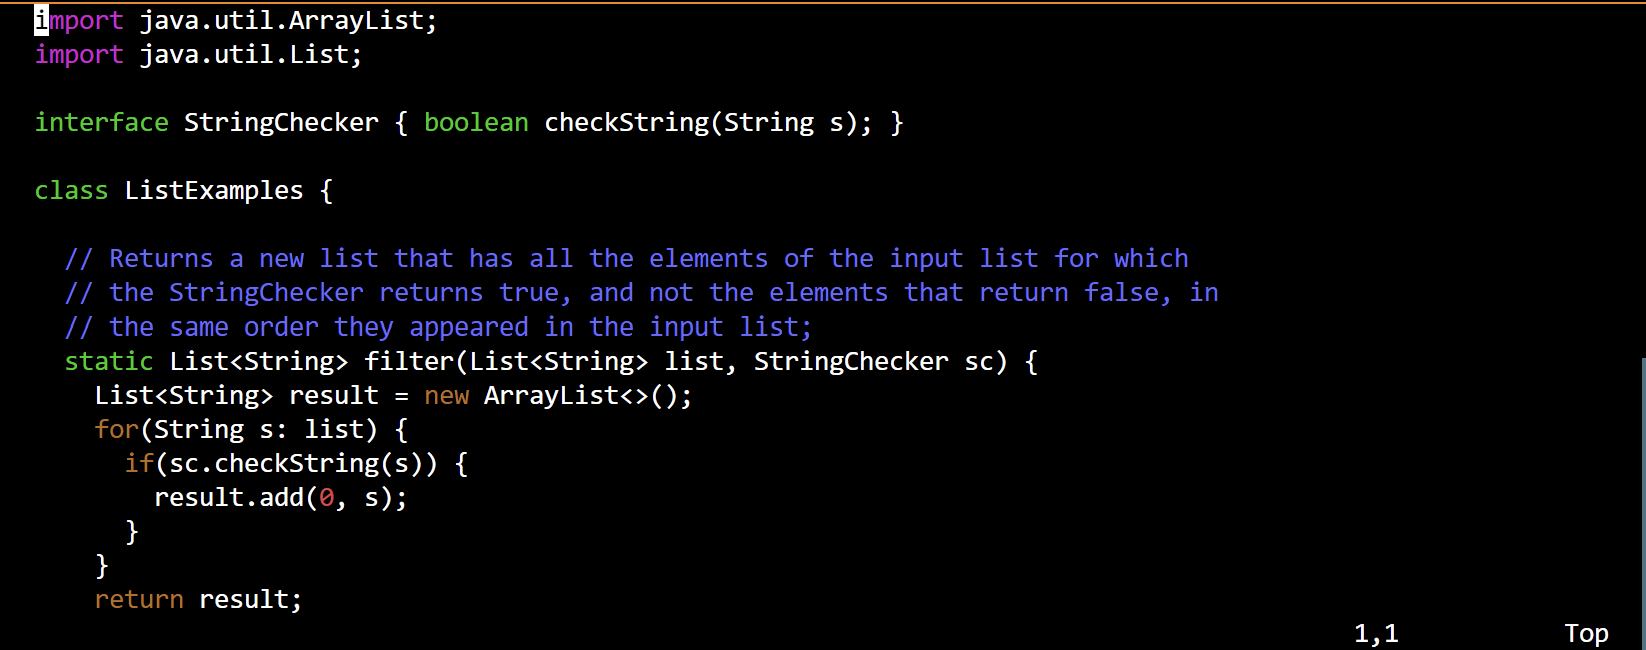 import java.util.ArrayList;
import java.util.List;

interface StringChecker { boolean checkString(String s); }

class ListExamples {

  // Returns a new list that has all the elements of the input list for which
  // the StringChecker returns true, and not the elements that return false, in
  // the same order they appeared in the input list;
  static List<String> filter(List<String> list, StringChecker sc) {
    List<String> result = new ArrayList<>();
    for(String s: list) {
      if(sc.checkString(s)) {
        result.add(0, s);
      }
    }
    return result;
1,1 Top